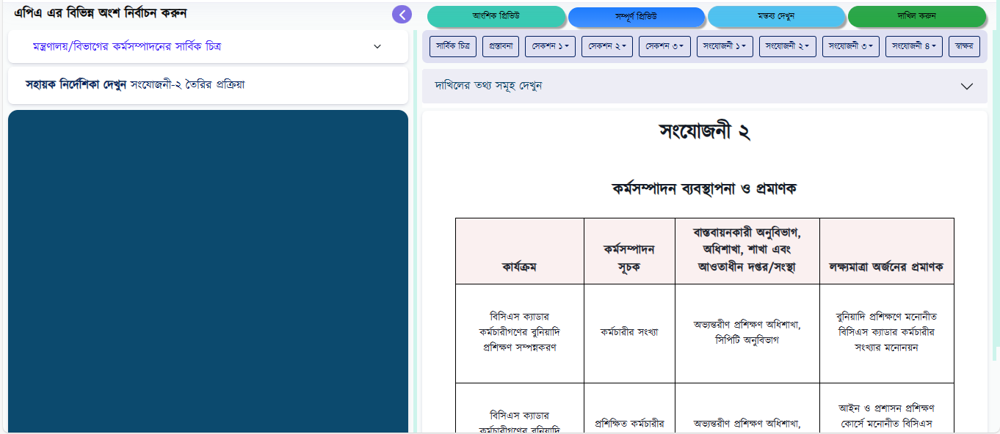 এপিএ এর বিভিন্ন অংশ নির্বাচন করুন
মন্ত্রণালয়/বিভাগের কর্মসম্পাদনের সার্বিক চিত্র
সহায়ক নির্দেশিকা দেখুন সংযোজনী-২ তৈরির প্রক্রিয়া
আংশিক প্রিভিউ
সম্পূর্ণ প্রিভিউ
মন্তব্য দেখুন
দাখিল করুন
সার্বিক চিত্র
প্রস্তাবনা
সেকশন ১
সেকশন ২
সেকশন ৩
সংযোজনী ১
সংযোজনী ২
সংযোজনী ৩
সংযোজনী ৪
স্বাক্ষর
দাখিলের তথ্য সমূহ দেখুন
সংযোজনী ২
কর্মসম্পাদন ব্যবস্থাপনা ও প্রমাণক
কার্যক্রম
কর্মসম্পাদন
সূচক
বাস্তবায়নকারী অনুবিভাগ,
অধিশাখা, শাখা এবং
আওতাধীন দপ্তর/সংস্থা
লক্ষ্যমাত্রা অর্জনের প্রমাণক
বিসিএস ক্যাডার
কর্মচারীগণের বুনিয়াদি
প্রশিক্ষণ সম্পন্নকরণ
কর্মচারীর সংখ্যা
অভ্যন্তরীণ প্রশিক্ষণ অধিশাখা,
সিপিটি অনুবিভাগ
বুনিয়াদি প্রশিক্ষণে মনোনীত
বিসিএস ক্যাডার কর্মচারীর
সংখ্যার মনোনয়ন
বিসিএস ক্যাডার
কর্মচারীগণের বুনিয়াদি
প্রশিক্ষিত কর্মচারীর
অভ্যন্তরীণ প্রশিক্ষণ অধিশাখা,
আইন ও প্রশাসন প্রশিক্ষণ
কোর্সে মনোনীত বিসিএস